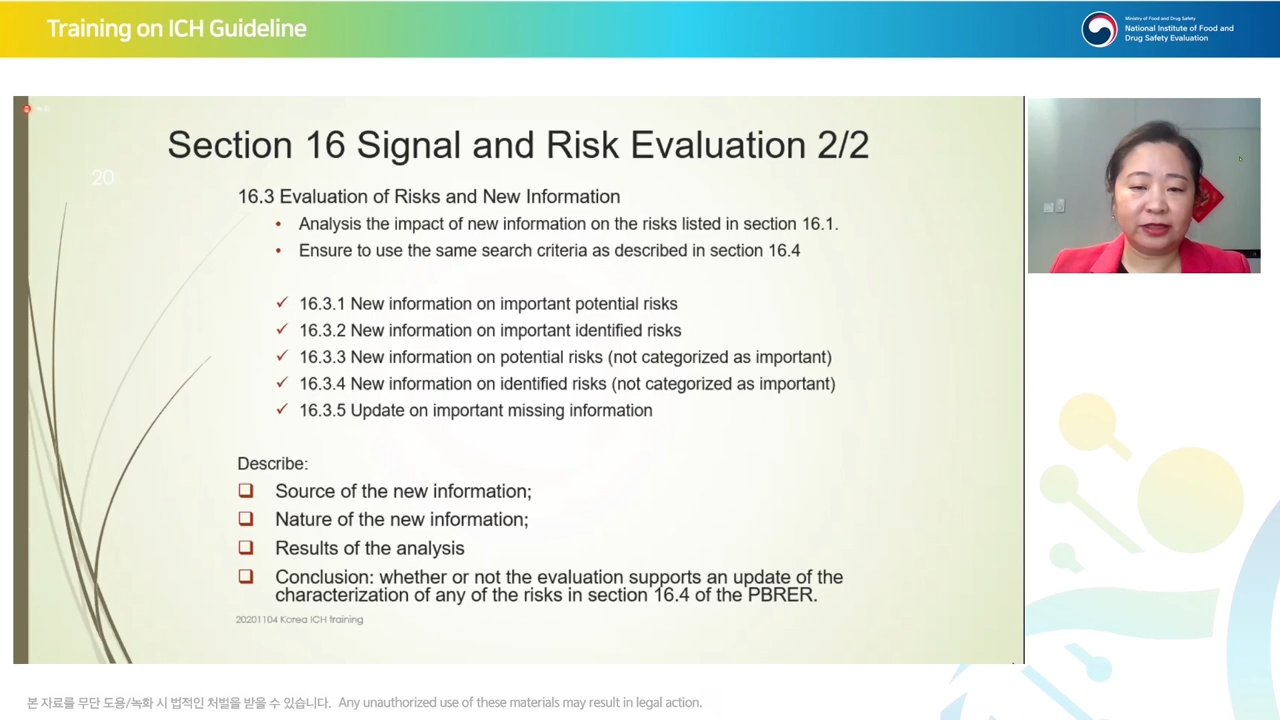 Training on ICH Guideline
Ministry of Food and Drug Safety
National Institute of Food and
Drug Safety Evaluation
Section 16 Signal and Risk Evaluation 2/2
20
16.3 Evaluation of Risks and New Information
• Analysis the impact of new information on the risks listed in section 16.1.
• Ensure to use the same search criteria as described in section 16.4
✓ 16.3.1 New information on important potential risks
✓ 16.3.2 New information on important identified risks
✓ 16.3.3 New information on potential risks (not categorized as important)
✓ 16.3.4 New information on identified risks (not categorized as important)
✓ 16.3.5 Update on important missing information
Describe:
❑ Source of the new information;
❑ Nature of the new information;
❑ Results of the analysis
❑ Conclusion: whether or not the evaluation supports an update of the
characterization of any of the risks in section 16.4 of the PBRER.
20201104 Korea ICH training
본 자료를 무단 도용/녹화 시 법적인 처벌을 받을 수 있습니다. Any unauthorized use of these materials may result in legal action.